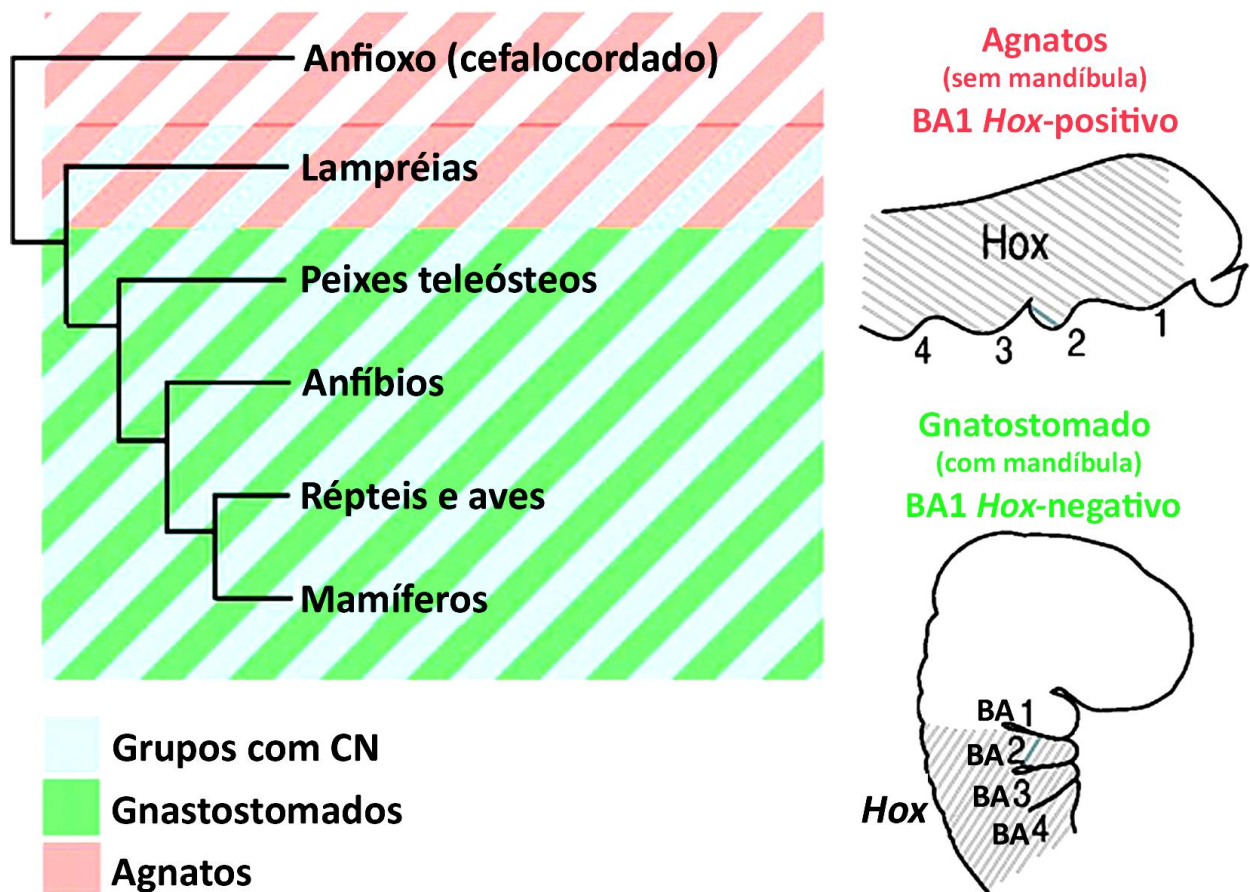 Anfioxo (cefalocordado)
Lampréias
Peixes teleósteos
Anfíbios
Répteis e aves
Mamíferos
Grupos com CN
Gnastostomados
Agnatos
Agnatos
(sem mandíbula)
BA1 Hox-positivo
Hox
4
3
2
1
Gnatostomado
(com mandíbula)
BA1 Hox-negativo
BA1
BA2
BA3
BA4
Hox